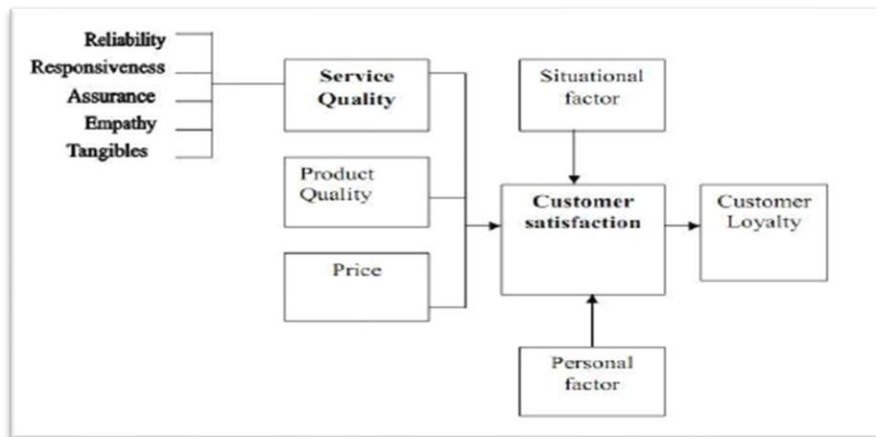 Reliability
Responsiveness
Assurance
Empathy
Tangibles
Service
Quality
Product
Quality
Price
Situational
factor
Customer
satisfaction
Personal
factor
Customer
Loyalty